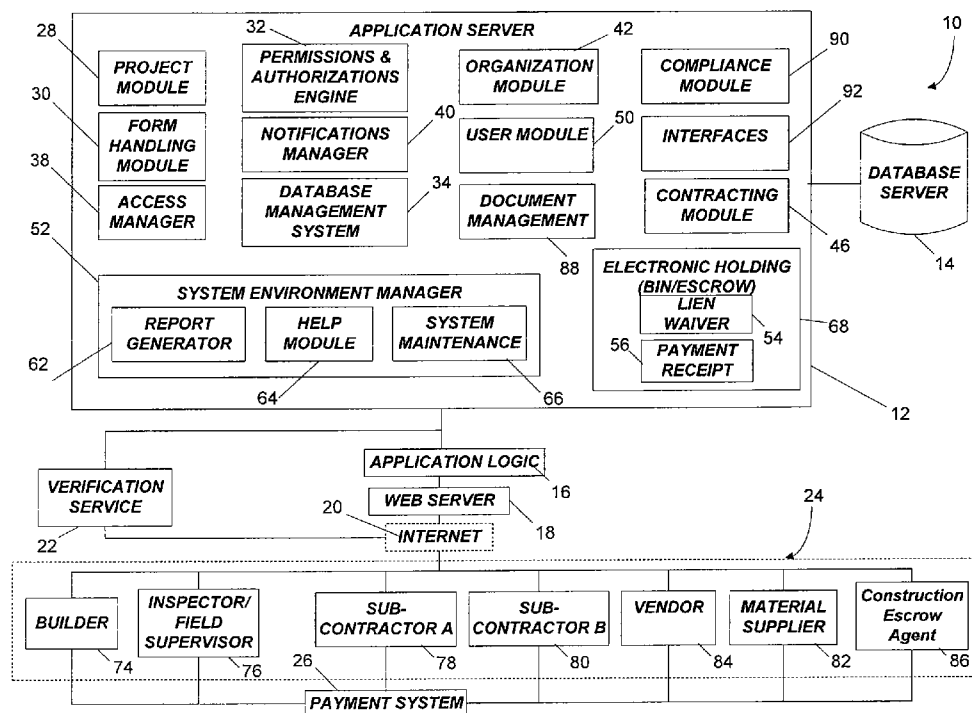 APPLICATION SERVER
28
32
42
90
10
PROJECT
MODULE
PERMISSIONS &
AUTHORIZATIONS
ENGINE
ORGANIZATION
MODULE
COMPLIANCE
MODULE
30
40
50
92
FORM
HANDLING
MODULE
NOTIFICATIONS
MANAGER
USER MODULE
INTERFACES
38
34
ACCESS
MANAGER
DATABASE
MANAGEMENT
SYSTEM
DOCUMENT
MANAGEMENT
CONTRACTING
MODULE
DATABASE
SERVER
52
88
46
14
SYSTEM ENVIRONMENT MANAGER
REPORT
GENERATOR
HELP
MODULE
SYSTEM
MAINTENANCE
ELECTRONIC HOLDING
(BIN/ESCROW)
LIEN
WAIVER
PAYMENT
RECEIPT
62
64
66
56
54
68
12
VERIFICATION
SERVICE
22
APPLICATION LOGIC
16
WEB SERVER
18
20
INTERNET
24
BUILDER
INSPECTOR/
FIELD
SUPERVISOR
SUB-
CONTRACTOR A
SUB-
CONTRACTOR B
VENDOR
MATERIAL
SUPPLIER
Construction
Escrow
Agent
74
76
78
80
84
82
86
26
PAYMENT SYSTEM